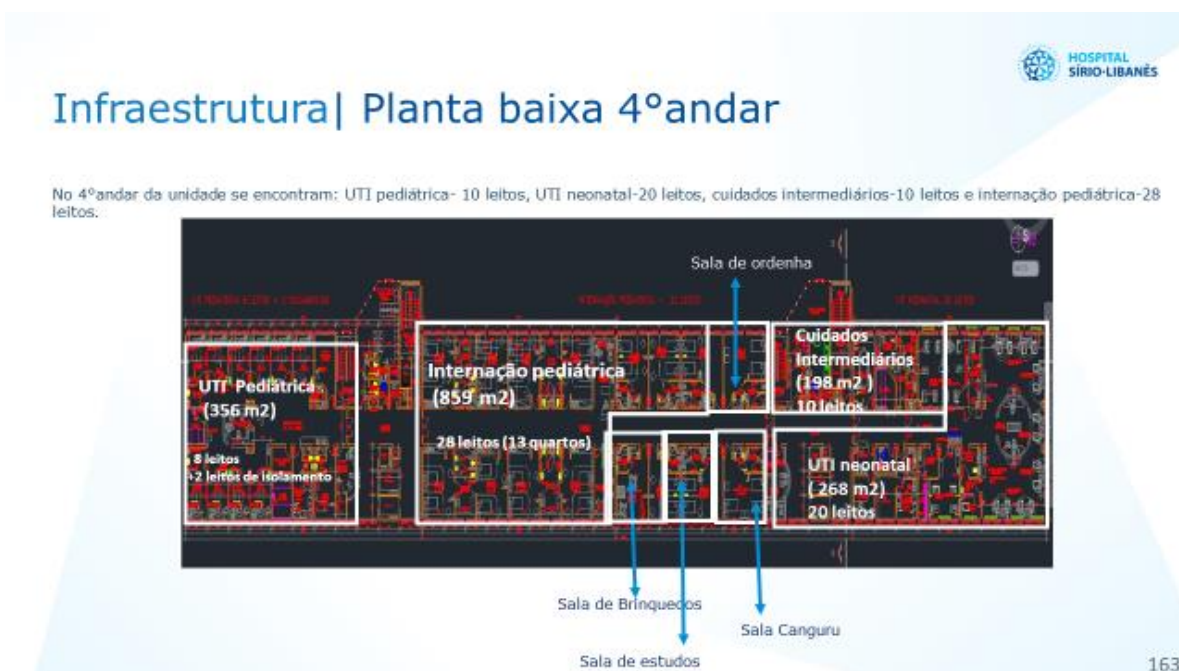 HOSPITAL
SÍRIO-LIBANÊS
Infraestrutura| Planta baixa 4°andar
No 4°andar da unidade se encontram: UTI pediátrica- 10 leitos, UTI neonatal-20 leitos, cuidados intermediários-10 leitos e internação pediátrica-28
leitos.
Sala de ordenha
UTI Pediátrica
(356 m2)
8 leitos
+2 leitos de isolamento
Internação pediátrica
(859 m2)
28 leitos (13 quartos)
Cuidados
Intermediários
(198 m2 )
10 leitos
UTI neonatal
( 268 m2)
20 leitos
Sala de Brinquedos
Sala Canguru
Sala de estudos
163